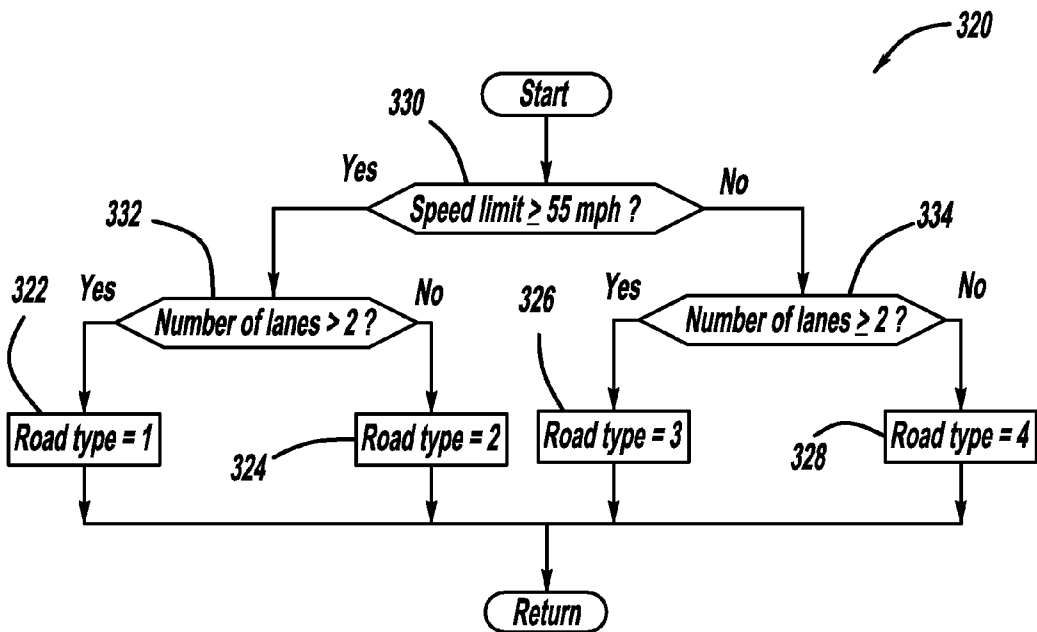 320
Start
330
Yes
No
Speed limit ≥ 55 mph ?
332
334
322
Yes
No
326
Yes
No
Number of lanes > 2 ?
Number of lanes ≥ 2 ?
Road type = 1
Road type = 2
Road type = 3
Road type = 4
324
328
Return